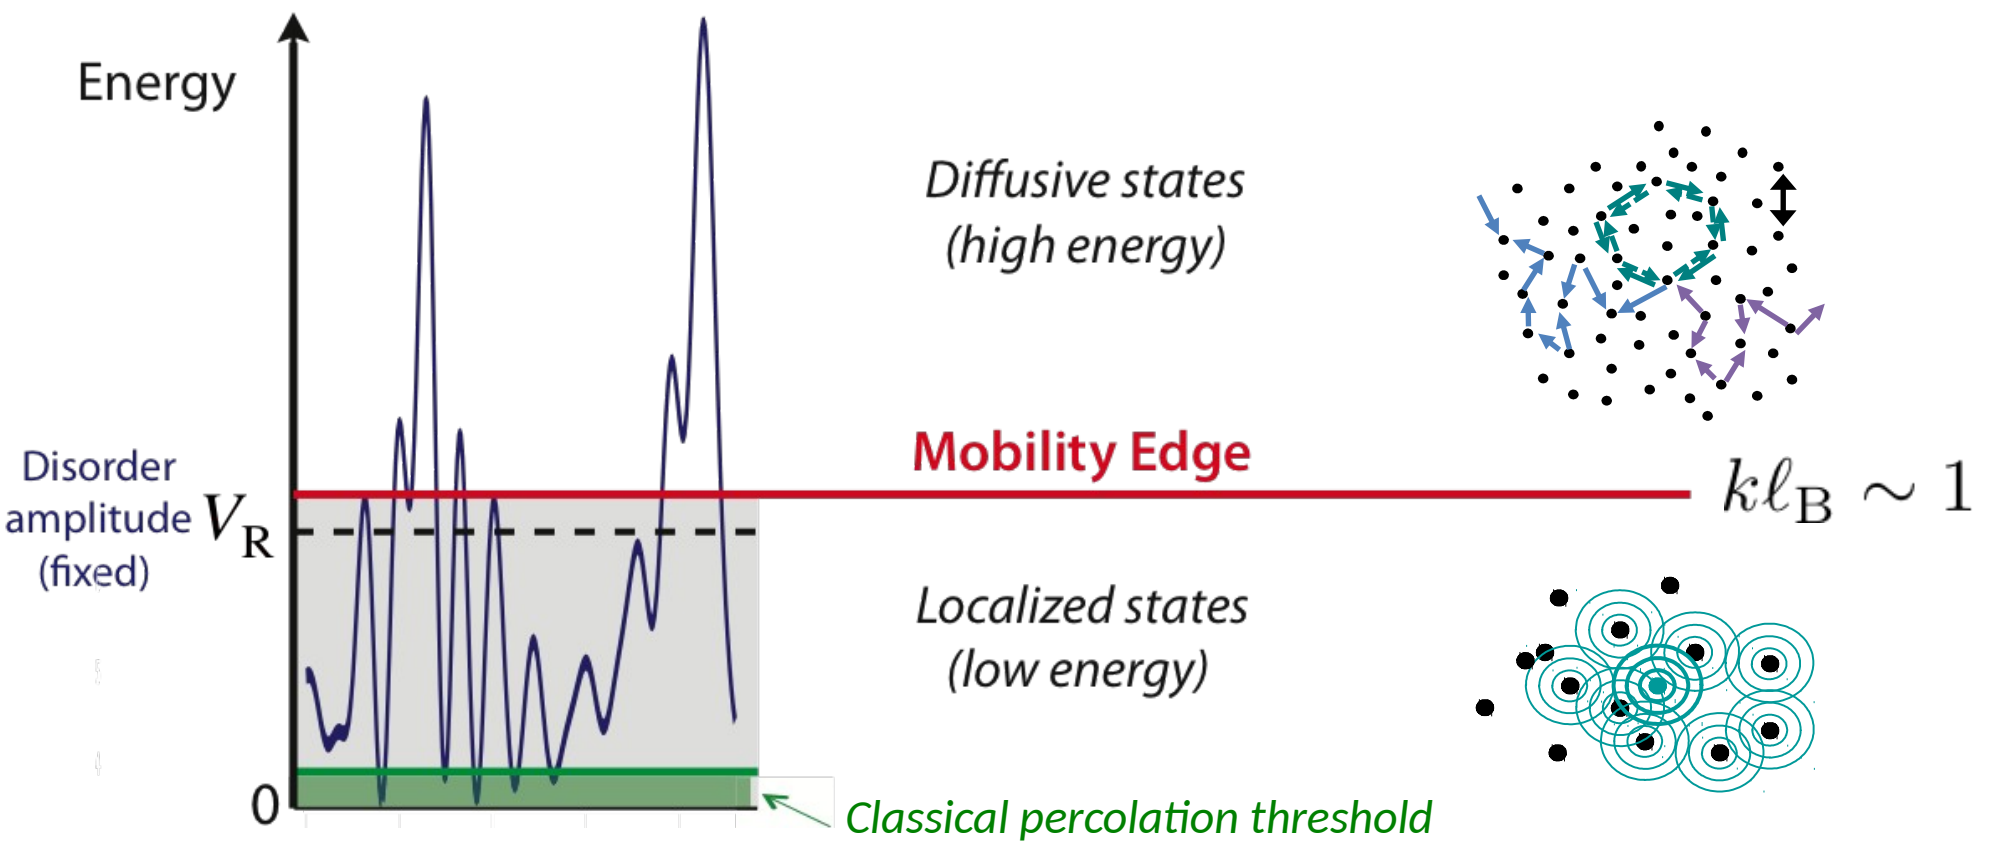 Energy
Diffusive states
(high energy)
Mobility Edge
kℓ_B ∼ 1
Disorder
amplitude
(fixed)
V_R
Localized states
(low energy)
0
Classical percolation threshold